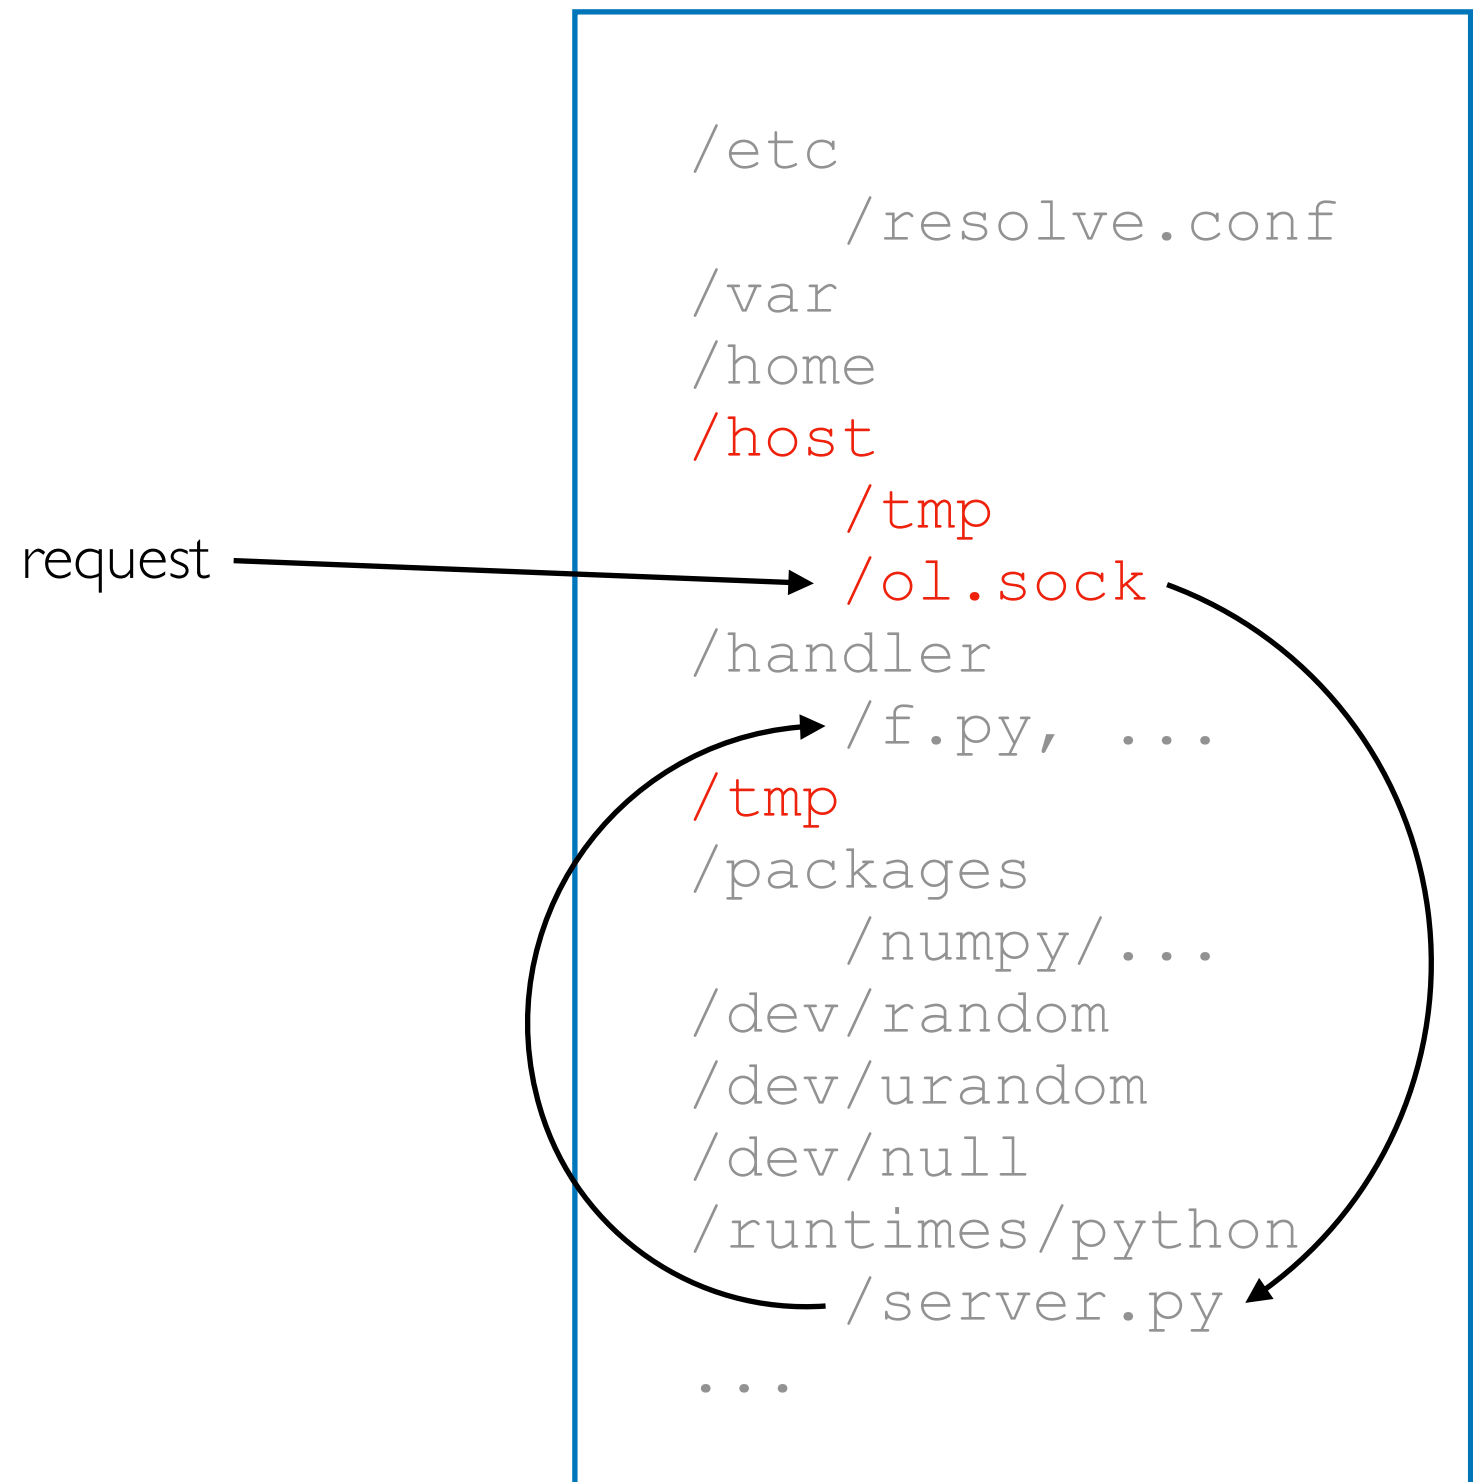 /etc
/resolve.conf
/var
/home
/host
/tmp
request
/ol.sock
/handler
/f.py, ...
/tmp
/packages
/numpy/...
/dev/random
/dev/urandom
/dev/null
/runtimes/python
/server.py
...